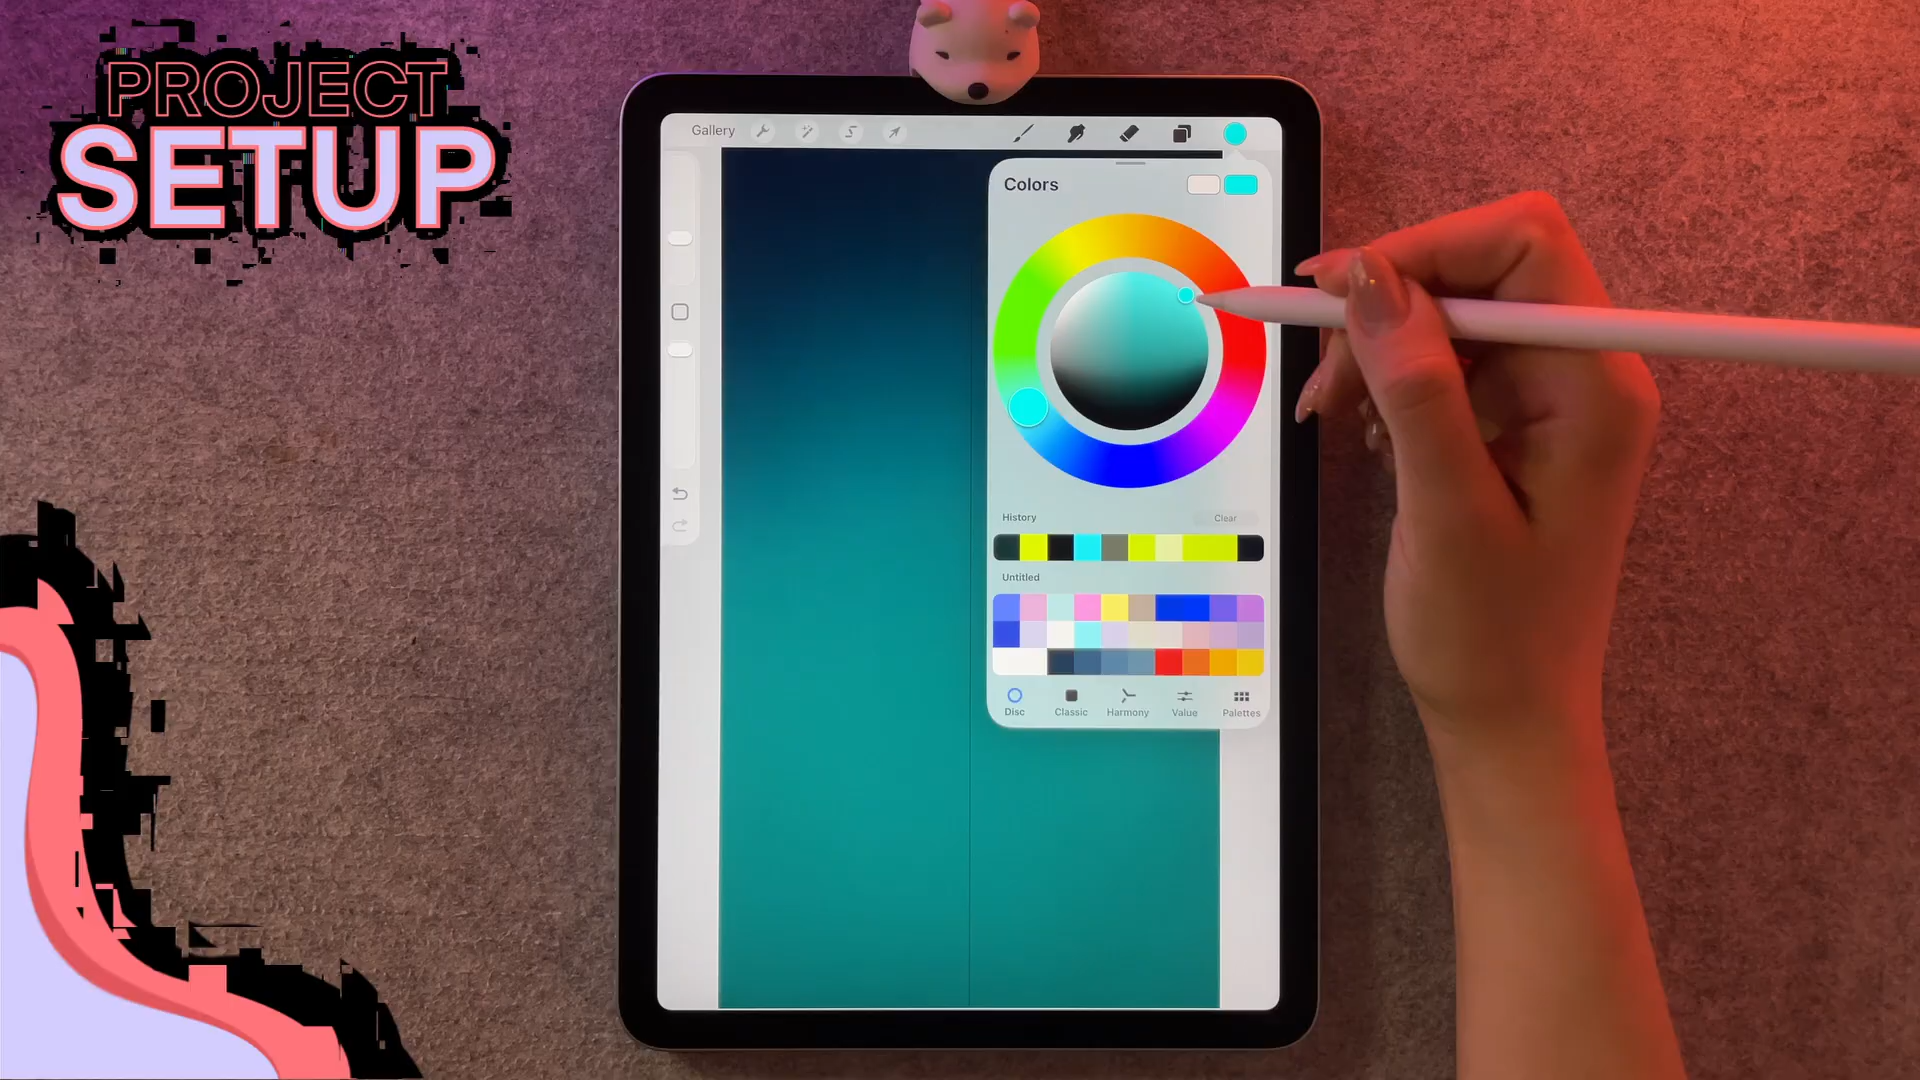 PROJECT
SETUP
Gallery
Colors
History
Clear
Untitled
Disc
Classic
Harmony
Value
Palettes